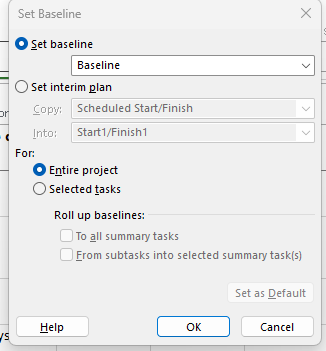 Set Baseline
Set baseline
Baseline
Set interim plan
Copy: Scheduled Start/Finish
Into: Start1/Finish1
For:
Entire project
Selected tasks
Roll up baselines:
To all summary tasks
From subtasks into selected summary task(s)
Set as Default
Help OK Cancel